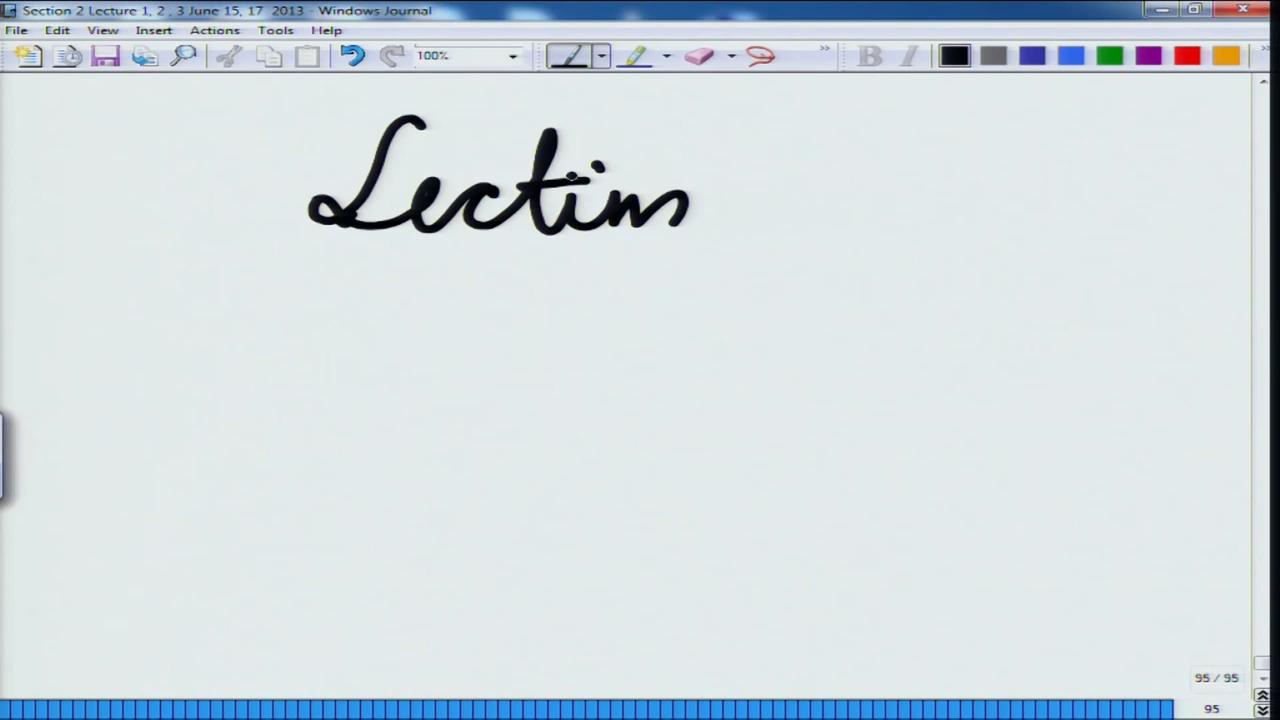 Section 2 Lecture 1, 2 , 3 June 15, 17 2013 - Windows Journal
File Edit View Insert Actions Tools Help
100% B I
Lectins
95 / 95
95